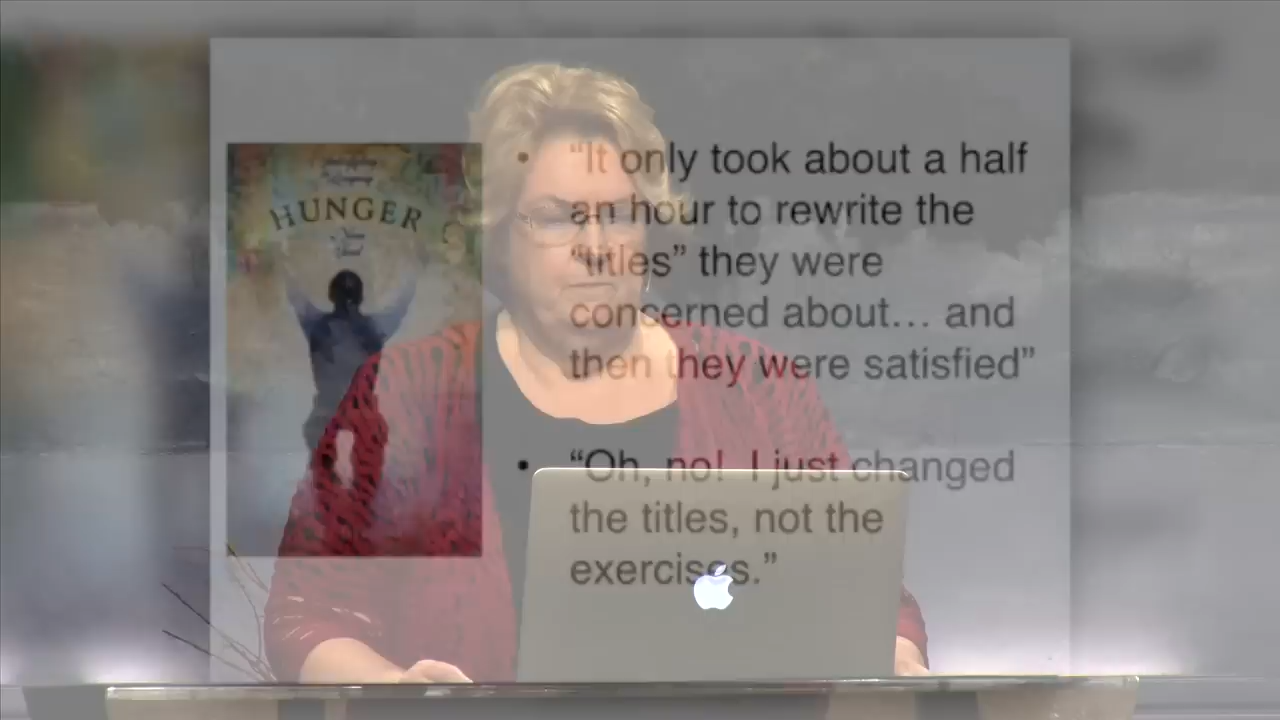 HUNGER
• “It only took about a half
an hour to rewrite the
“titles” they were
concerned about… and
then they were satisfied”
• “Oh, no!  I just changed
the titles, not the
exercises.”